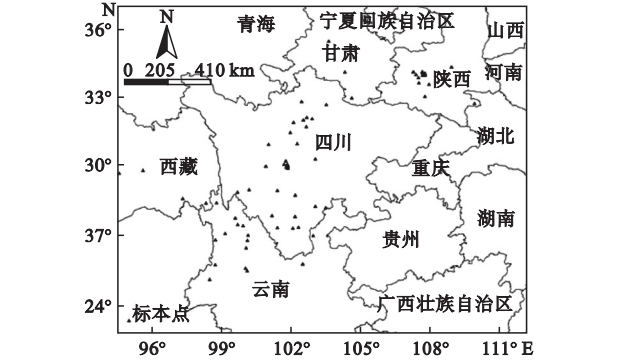 36°
33°
30°
37°
24°
N
0 205 410 km
青海
宁夏闽族自治区
山西
甘肃
陕西
河南
四川
湖北
西藏
重庆
湖南
贵州
云南
广西壮族自治区
标本点
96° 99° 102° 105° 108° 111° E
N